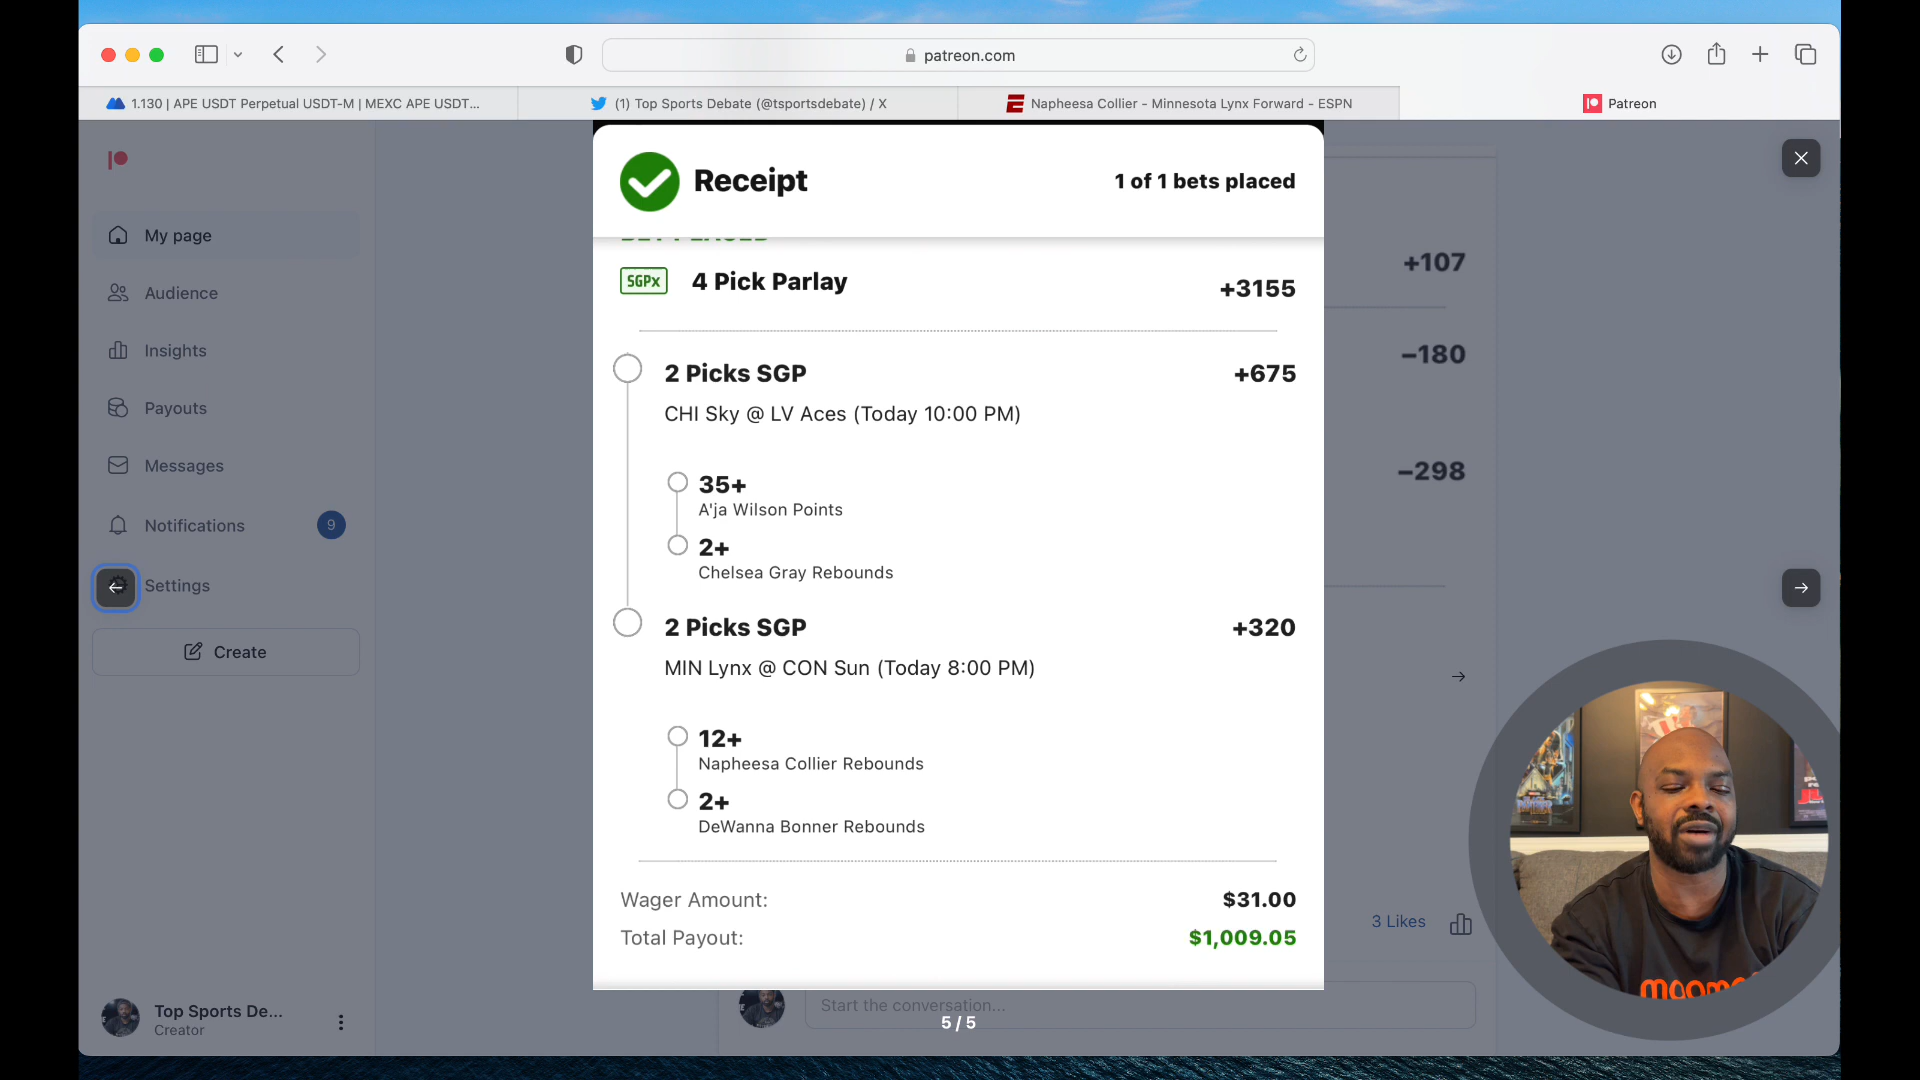 patreon.com
1.130 | APE USDT Perpetual USDT-M | MEXC APE USDT...
(1) Top Sports Debate (@tsportsdebate) / X
Napheesa Collier - Minnesota Lynx Forward - ESPN
Patreon
My page
Audience
Insights
Payouts
Messages
Notifications
9
Settings
Create
Top Sports De...
Creator
Receipt
1 of 1 bets placed
BET PLACED
SGPx
4 Pick Parlay
+3155
2 Picks SGP
+675
CHI Sky @ LV Aces (Today 10:00 PM)
35+
A'ja Wilson Points
2+
Chelsea Gray Rebounds
2 Picks SGP
+320
MIN Lynx @ CON Sun (Today 8:00 PM)
12+
Napheesa Collier Rebounds
2+
DeWanna Bonner Rebounds
Wager Amount:
$31.00
Total Payout:
$1,009.05
+107
−180
−298
3 Likes
Start the conversation...
5 / 5